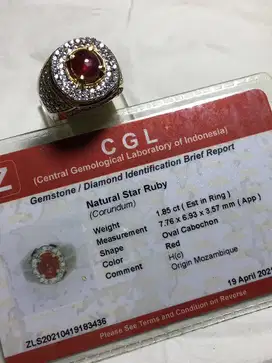 Z
CGL
(Central Gemological Laboratory of Indonesia)
Gemstone / Diamond Identification Brief Report
Natural Star Ruby
(Corundum)
Weight 1.85 ct (Est in Ring)
Measurement 7.76 x 6.93 x 3.57 mm (App)
Shape Oval Cabochon
Color Red
Comment H(c)
Origin Mozambique
19 April 2021
ZLS20210419183436
Please See Terms and Condition on Reverse